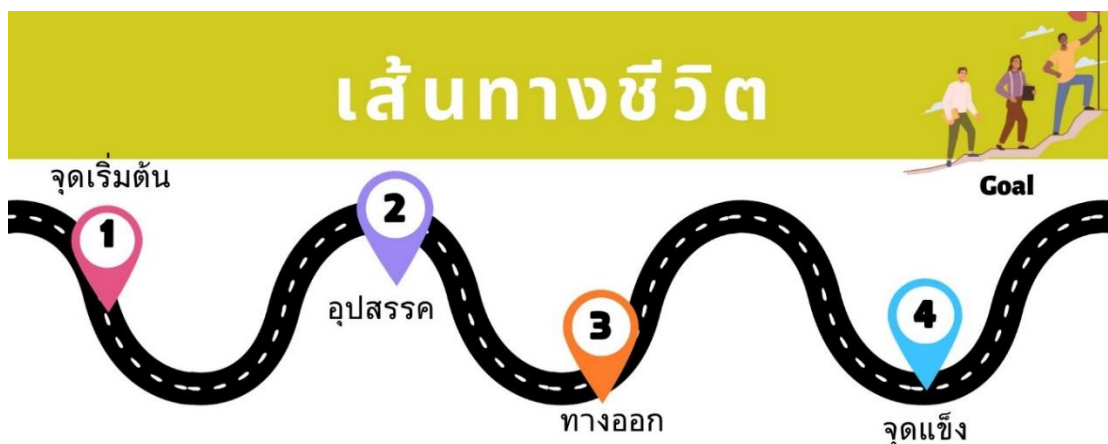 เส้นทางชีวิต
จุดเริ่มต้น
Goal
1
2
อุปสรรค
3
4
ทางออก
จุดแข็ง